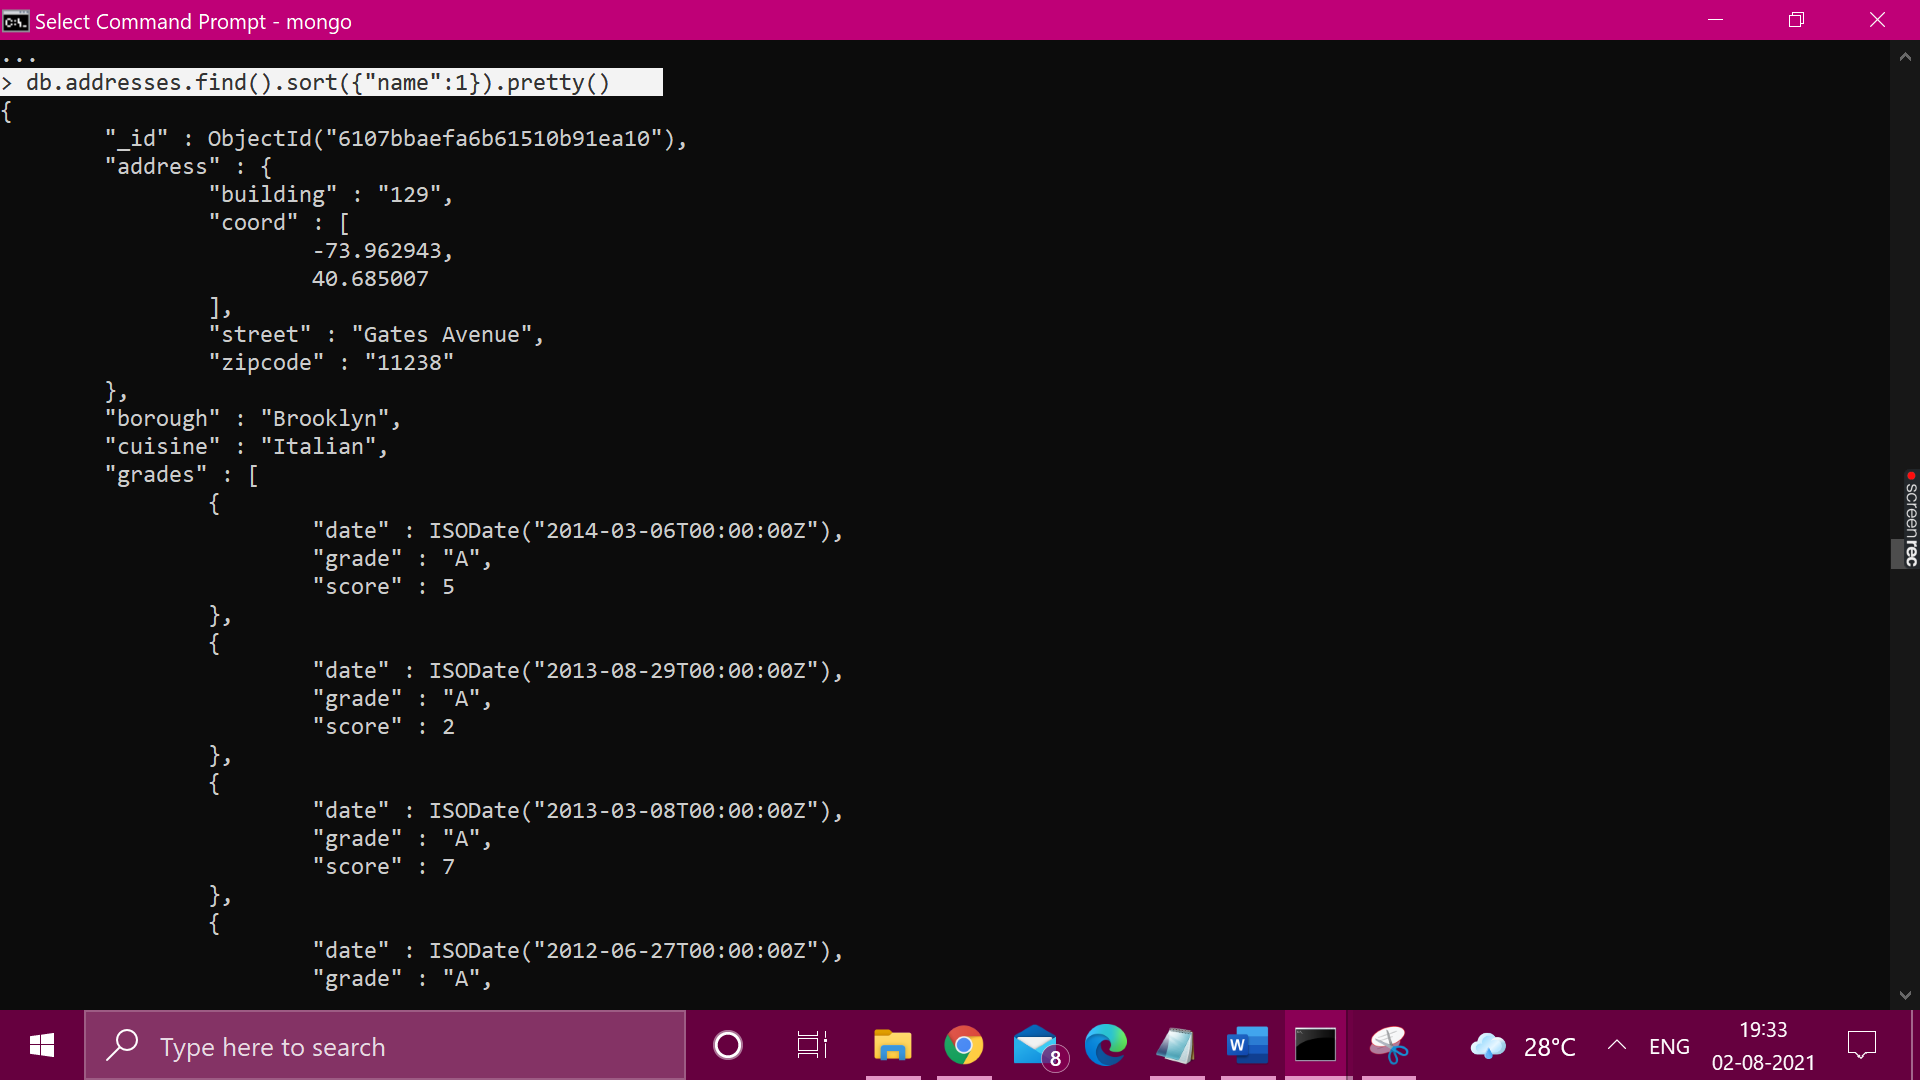 Select Command Prompt - mongo
...
> db.addresses.find().sort({"name":1}).pretty()
{
"_id" : ObjectId("6107bbaefa6b61510b91ea10"),
"address" : {
"building" : "129",
"coord" : [
-73.962943,
40.685007
],
"street" : "Gates Avenue",
"zipcode" : "11238"
},
"borough" : "Brooklyn",
"cuisine" : "Italian",
"grades" : [
{
"date" : ISODate("2014-03-06T00:00:00Z"),
"grade" : "A",
"score" : 5
},
{
"date" : ISODate("2013-08-29T00:00:00Z"),
"grade" : "A",
"score" : 2
},
{
"date" : ISODate("2013-03-08T00:00:00Z"),
"grade" : "A",
"score" : 7
},
{
"date" : ISODate("2012-06-27T00:00:00Z"),
"grade" : "A",
screenrec
Type here to search
8
W
28°C
ENG
19:33
02-08-2021